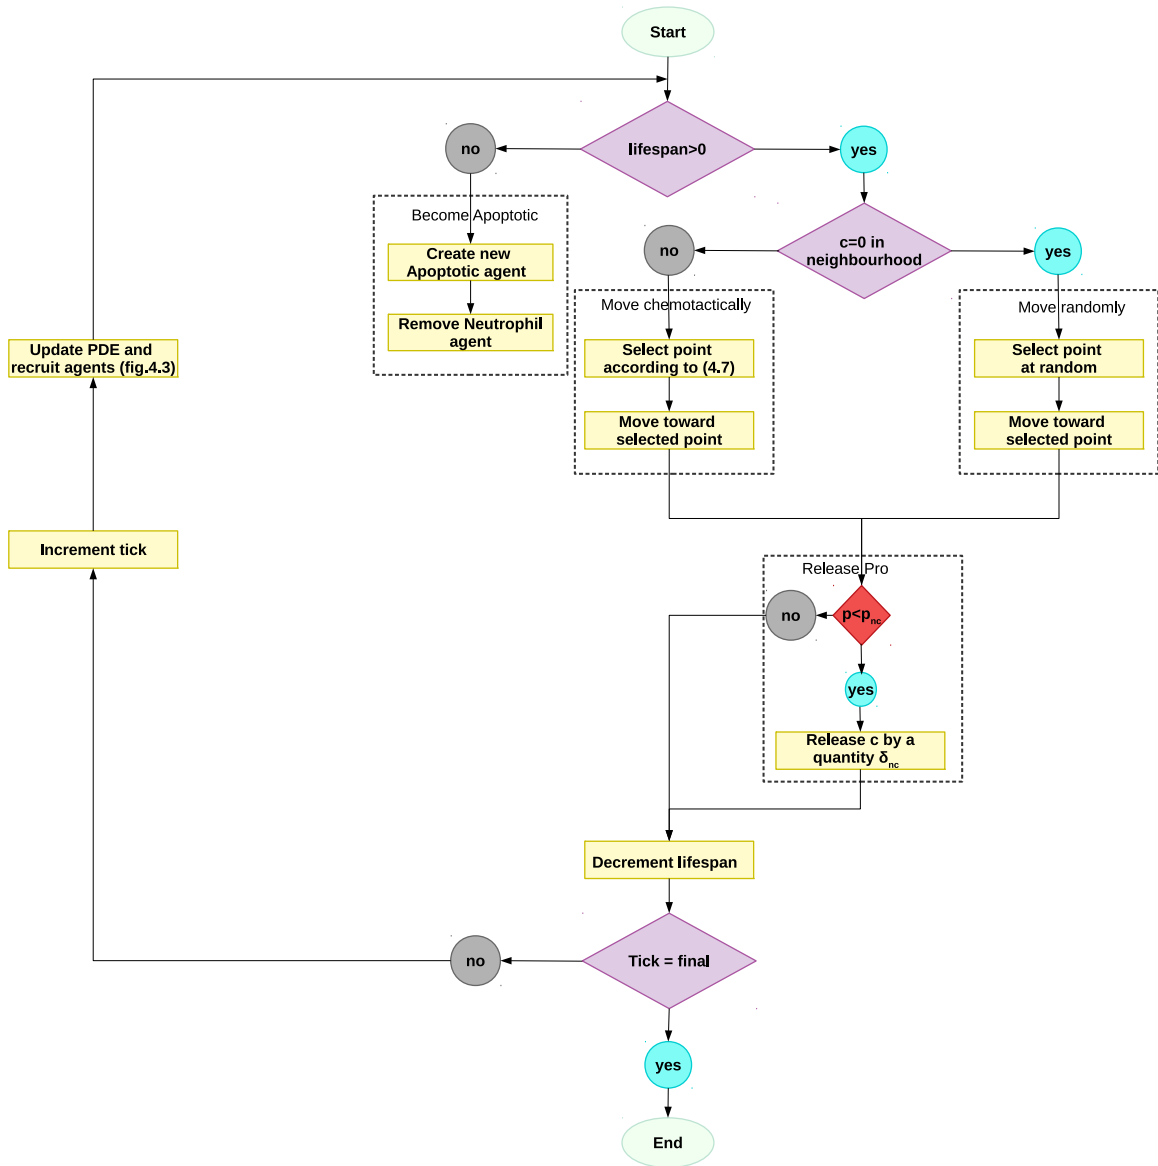 Start
lifespan>0
no
yes
Become Apoptotic
Create new
Apoptotic agent
Remove Neutrophil
agent
c=0 in
neighbourhood
no
yes
Move chemotactically
Select point
according to (4.7)
Move toward
selected point
Move randomly
Select point
at random
Move toward
selected point
Update PDE and
recruit agents (fig.4.3)
Increment tick
Release Pro
p<pnc
no
yes
Release c by a
quantity δnc
Decrement lifespan
Tick = final
no
yes
End